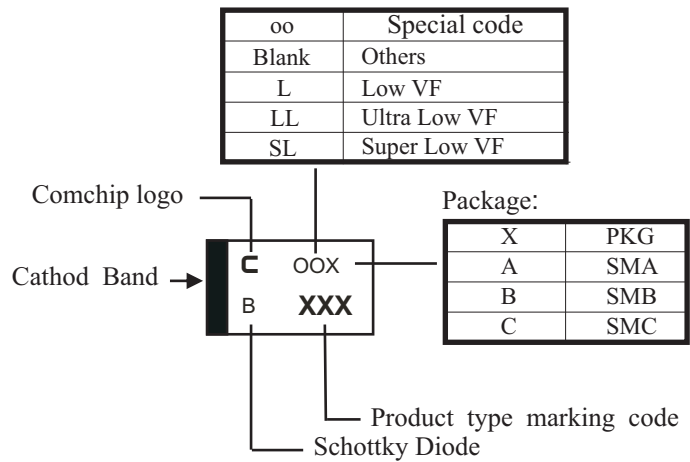 oo Special code
Blank Others
L Low VF
LL Ultra Low VF
SL Super Low VF
Comchip logo
Package:
X PKG
A SMA
B SMB
C SMC
Cathod Band
C OOX
B XXX
Product type marking code
Schottky Diode